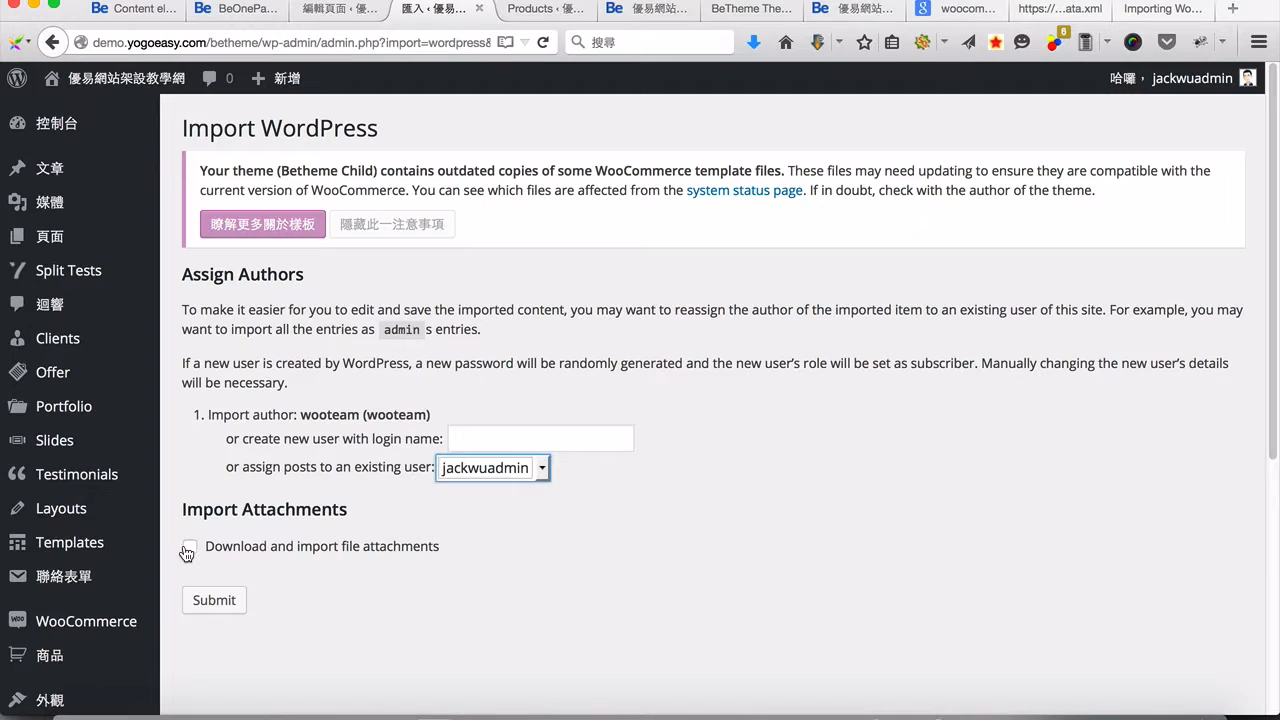 Content el...
BeOnePa...
編輯頁面 ‹ 優...
匯入 ‹ 優易...
Products ‹ 優...
優易網站...
BeTheme The...
優易網站...
woocom...
https:/...ata.xml
Importing Wo...
demo.yogoeasy.com/betheme/wp-admin/admin.php?import=wordpress&
搜尋
6
優易網站架設教學網
0
新增
哈囉， jackwuadmin
控制台
文章
媒體
頁面
Split Tests
迴響
Clients
Offer
Portfolio
Slides
Testimonials
Layouts
Templates
聯絡表單
WooCommerce
商品
外觀
Import WordPress
Your theme (Betheme Child) contains outdated copies of some WooCommerce template files. These files may need updating to ensure they are compatible with the
current version of WooCommerce. You can see which files are affected from the system status page. If in doubt, check with the author of the theme.
瞭解更多關於樣板
隱藏此一注意事項
Assign Authors
To make it easier for you to edit and save the imported content, you may want to reassign the author of the imported item to an existing user of this site. For example, you may
want to import all the entries as admin s entries.
If a new user is created by WordPress, a new password will be randomly generated and the new user's role will be set as subscriber. Manually changing the new user's details
will be necessary.
1. Import author: wooteam (wooteam)
or create new user with login name:
or assign posts to an existing user: jackwuadmin
Import Attachments
Download and import file attachments
Submit